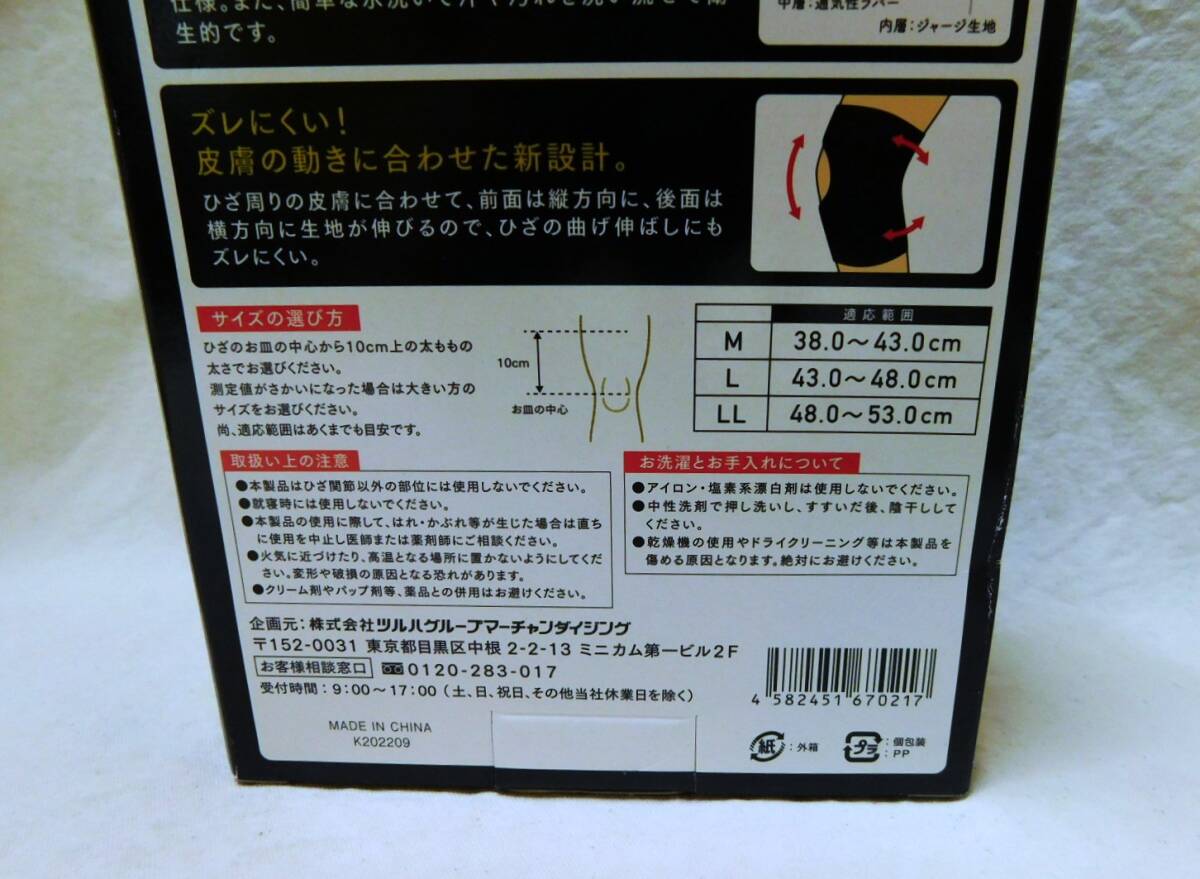 生的です。
内層：ジャージ生地
ズレにくい！
皮膚の動きに合わせた新設計。
ひざ周りの皮膚に合わせて、前面は縦方向に、後面は
横方向に生地が伸びるので、ひざの曲げ伸ばしにも
ズレにくい。
サイズの選び方
ひざのお皿の中心から10cm上の太ももの
太さでお選びください。
測定値がさかいになった場合は大きい方の
サイズをお選びください。
尚、適応範囲はあくまでも目安です。
10cm
お皿の中心
適応範囲
M 38.0〜43.0cm
L 43.0〜48.0cm
LL 48.0〜53.0cm
取扱い上の注意
●本製品はひざ関節以外の部位には使用しないでください。
●就寝時には使用しないでください。
●本製品の使用に際して、はれ・かぶれ等が生じた場合は直ち
に使用を中止し医師または薬剤師にご相談ください。
●火気に近づけたり、高温となる場所に置かないようにしてくだ
さい。変形や破損の原因となる恐れがあります。
●クリーム剤やパップ剤等、薬品との併用はお避けください。
お洗濯とお手入れについて
●アイロン・塩素系漂白剤は使用しないでください。
●中性洗剤で押し洗いし、すすいだ後、陰干しして
ください。
●乾燥機の使用やドライクリーニング等は本製品を
傷める原因となります。絶対にお避けください。
企画元：株式会社ツルハグループマーチャンダイジング
〒152-0031 東京都目黒区中根 2-2-13 ミニカム第一ビル2F
お客様相談窓口 0120-283-017
受付時間：9:00〜17:00（土、日、祝日、その他当社休業日を除く）
4 582451 670217
MADE IN CHINA
K202209
紙：外箱
プラ：個包装
：PP